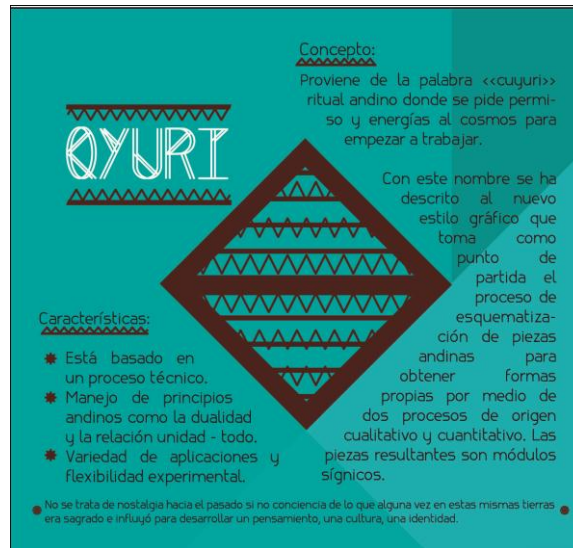 QYURI
Concepto:
Proviene de la palabra <<cuyuri>>
ritual andino donde se pide permi-
so y energías al cosmos para
empezar a trabajar.
Con este nombre se ha
descrito al nuevo
estilo gráfico que
toma como
punto de
partida el
proceso de
esquematiza-
ción de piezas
andinas para
obtener formas
propias por medio de
dos procesos de origen
cualitativo y cuantitativo. Las
piezas resultantes son módulos
sígnicos.
Características:
Está basado en
un proceso técnico.
Manejo de principios
andinos como la dualidad
y la relación unidad - todo.
Variedad de aplicaciones y
flexibilidad experimental.
No se trata de nostalgia hacia el pasado si no conciencia de lo que alguna vez en estas mismas tierras
era sagrado e influyó para desarrollar un pensamiento, una cultura, una identidad.